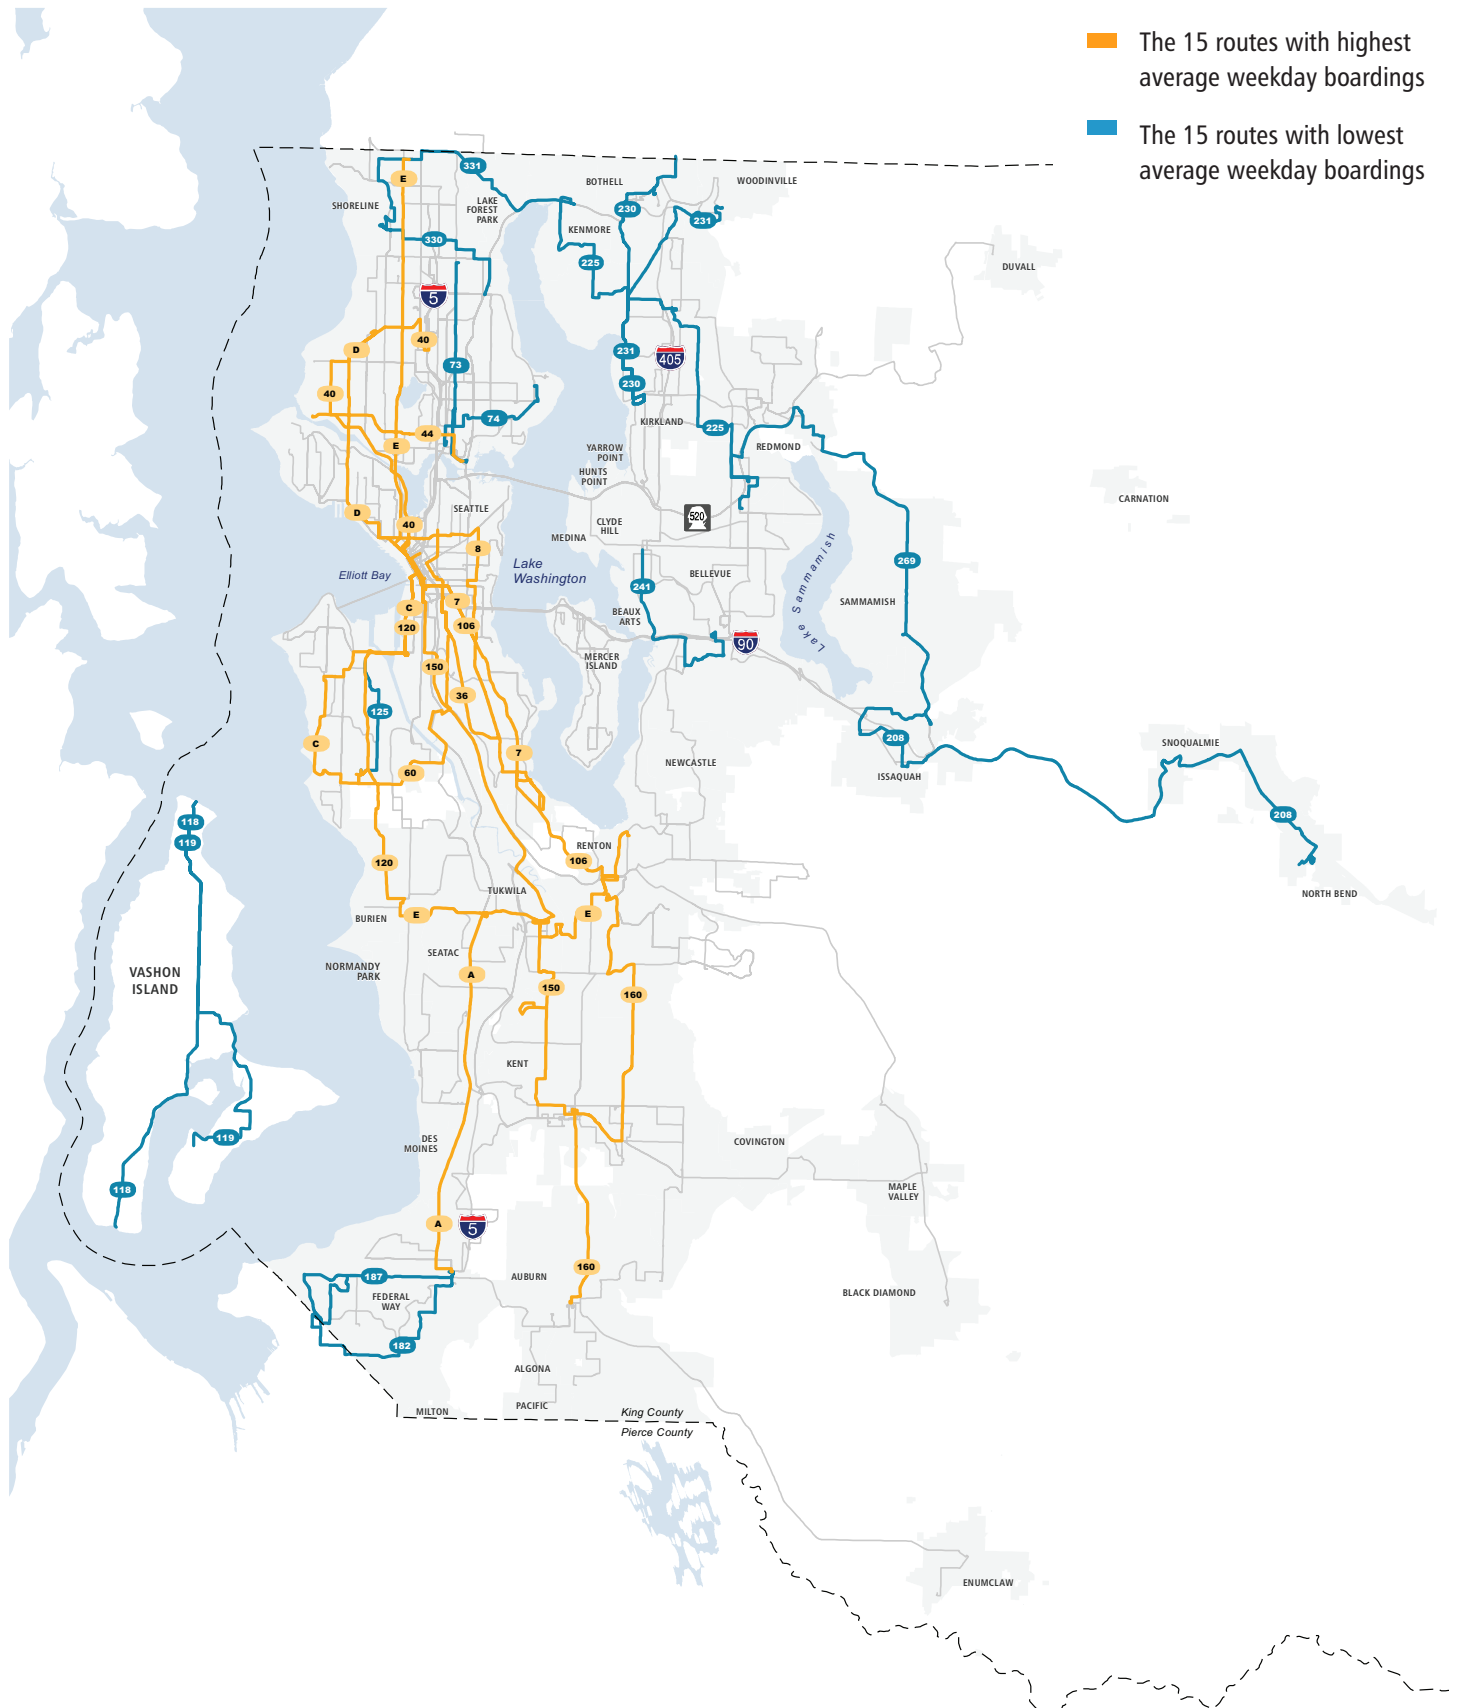 The 15 routes with highest
average weekday boardings
The 15 routes with lowest
average weekday boardings
331
E
BOTHELL
WOODINVILLE
SHORELINE
LAKE
FOREST
PARK
230
231
KENMORE
330
225
DUVALL
5
40
D
231
405
73
230
40
74
KIRKLAND
225
44
E
YARROW
POINT
REDMOND
HUNTS
POINT
CARNATION
D
SEATTLE
40
520
CLYDE
HILL
MEDINA
8
Lake
Washington
Elliott Bay
BELLEVUE
Lake Sammamish
269
241
SAMMAMISH
C
7
BEAUX
ARTS
120
106
90
150
MERCER
ISLAND
36
125
C
7
208
SNOQUALMIE
60
NEWCASTLE
ISSAQUAH
118
208
119
RENTON
120
106
TUKWILA
NORTH BEND
BURIEN
E
E
SEATAC
NORMANDY
PARK
A
VASHON
ISLAND
150
160
KENT
119
DES
MOINES
COVINGTON
118
MAPLE
VALLEY
A
5
187
160
AUBURN
FEDERAL
WAY
BLACK DIAMOND
182
ALGONA
PACIFIC
MILTON
King County
Pierce County
ENUMCLAW